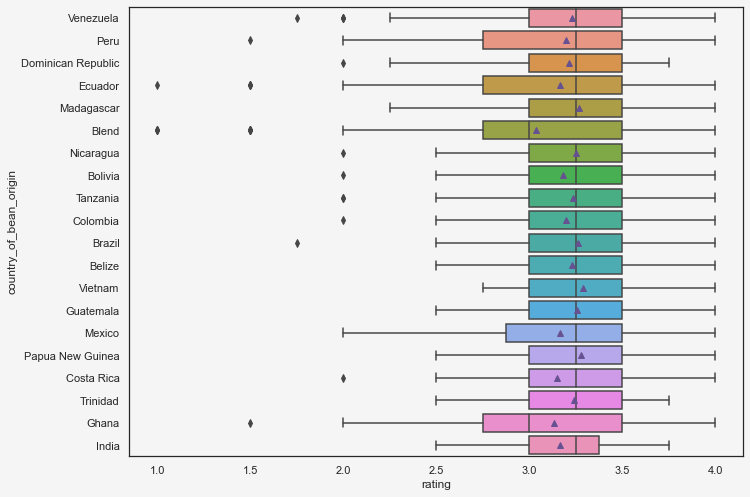 country_of_bean_origin
Venezuela
Peru
Dominican Republic
Ecuador
Madagascar
Blend
Nicaragua
Bolivia
Tanzania
Colombia
Brazil
Belize
Vietnam
Guatemala
Mexico
Papua New Guinea
Costa Rica
Trinidad
Ghana
India
1.0 1.5 2.0 2.5 3.0 3.5 4.0
rating